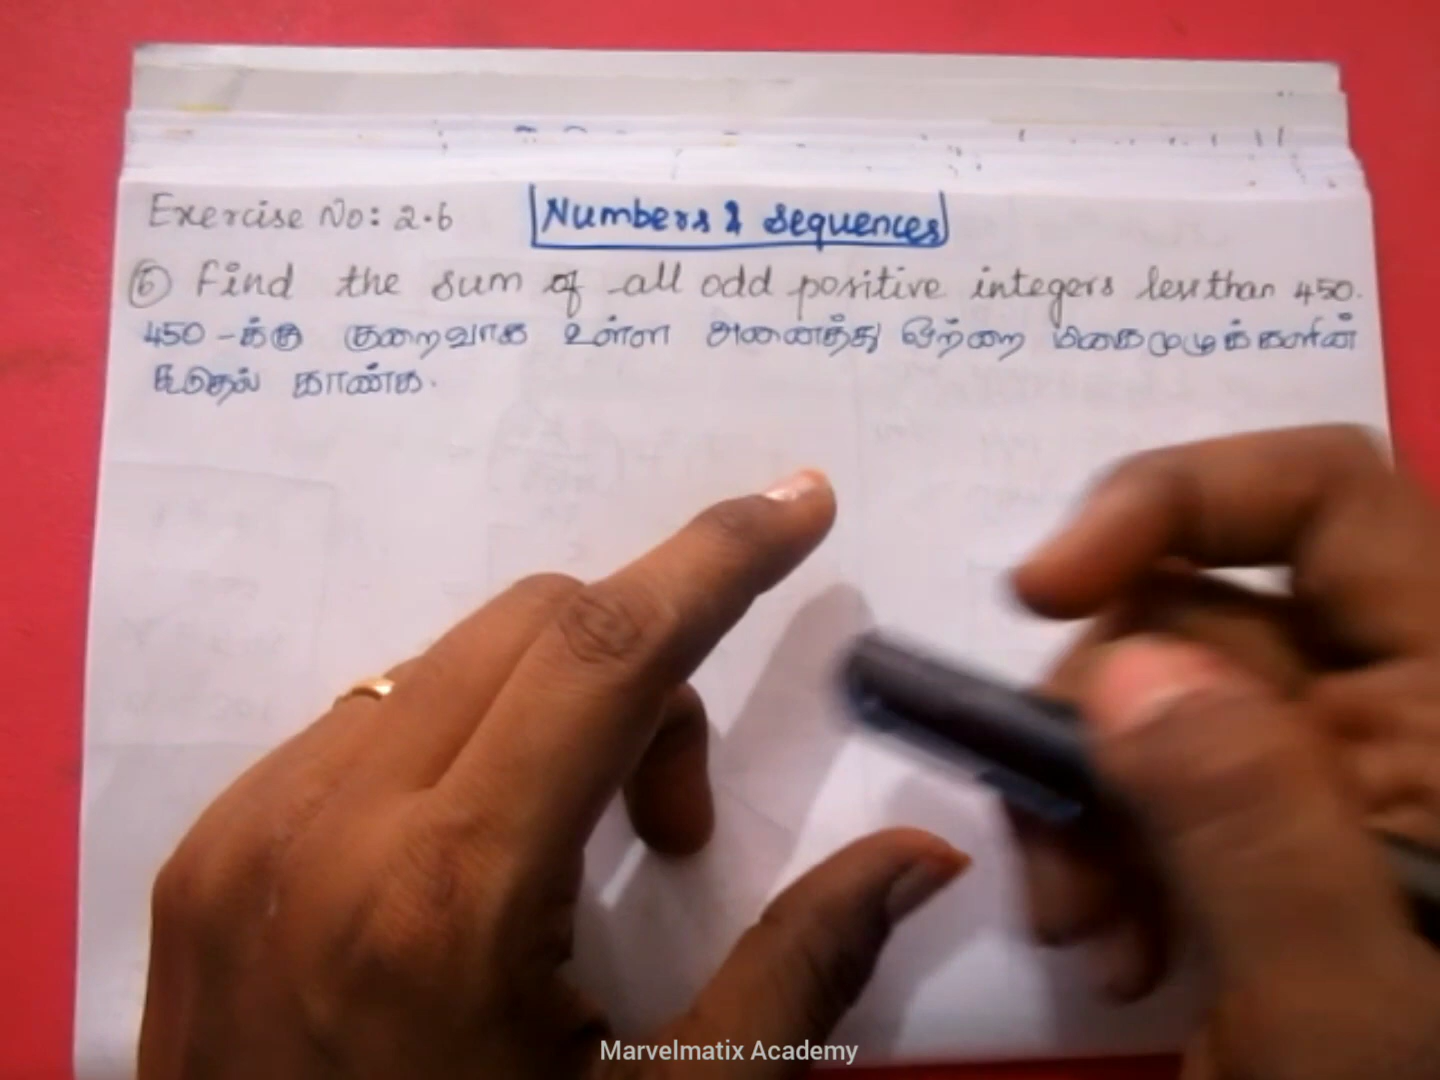 Exercise No: 2.6 Numbers & Sequences
⑥ Find the sum of all odd positive integers less than 450.
450 - க்கு குறைவாக உள்ள அனைத்து ஒற்றை மிகை முழுக்களின்
கூடுதல் காண்க.
Marvelmatix Academy